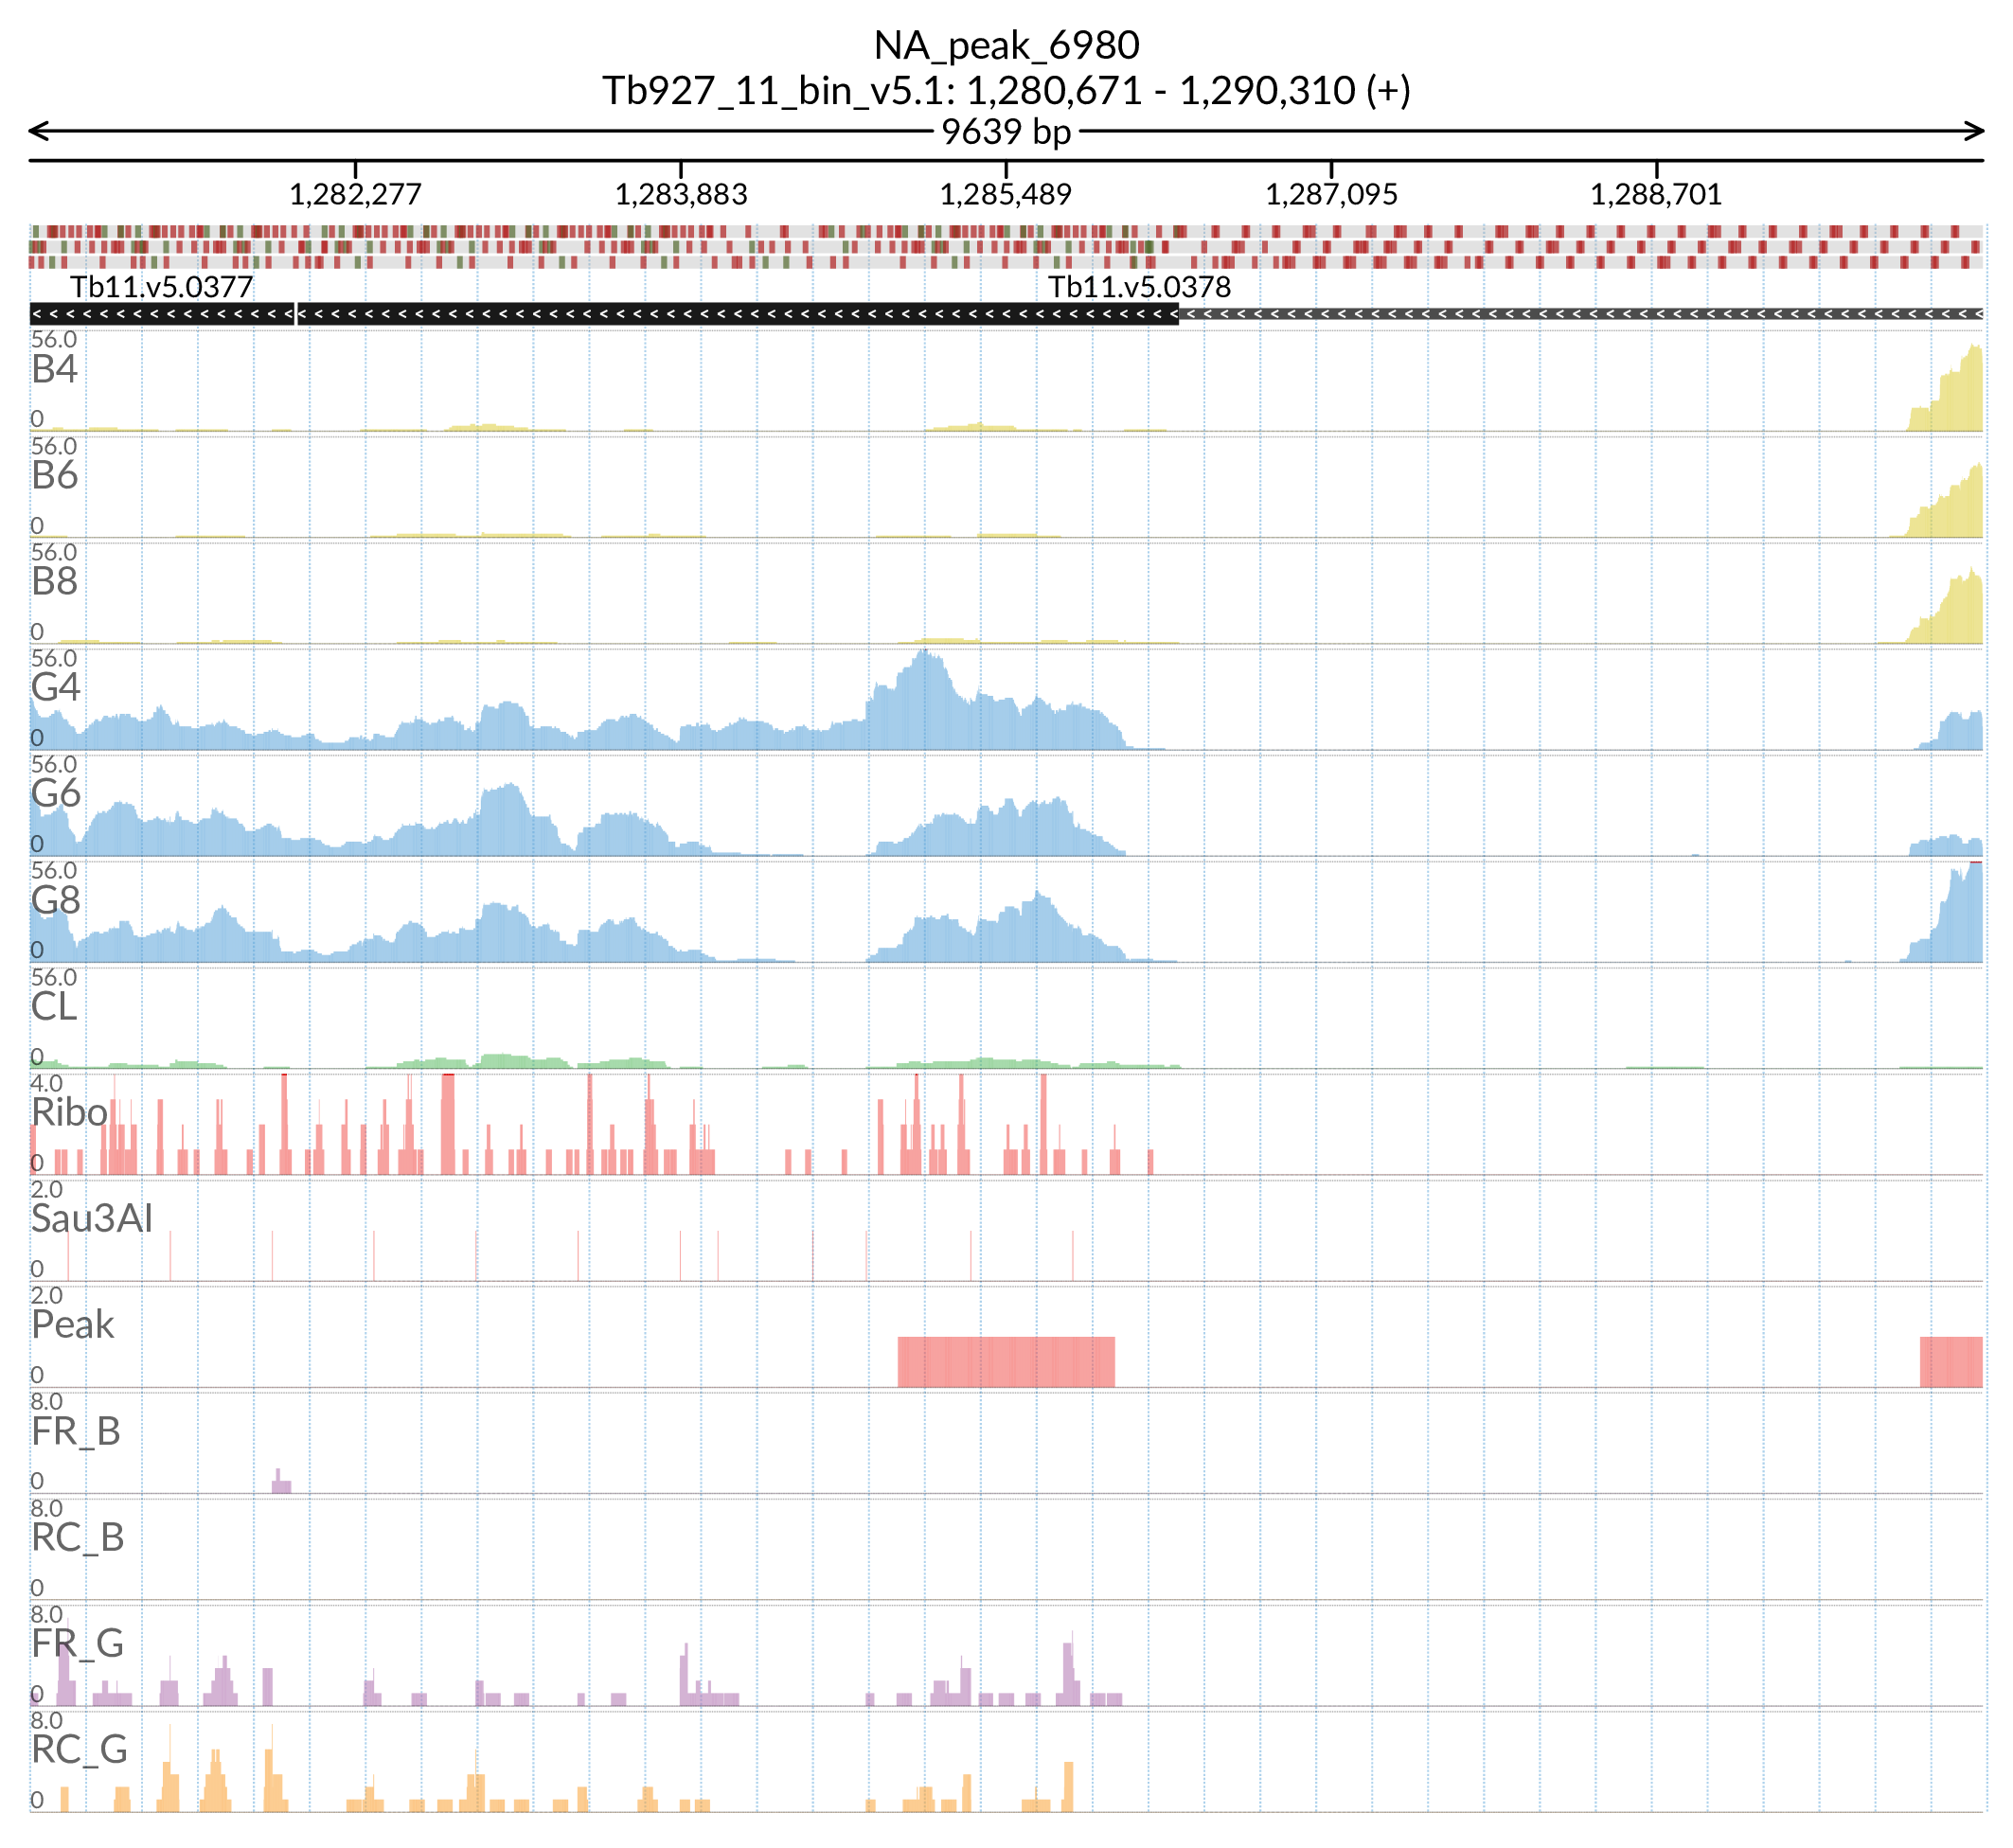 NA_peak_6980
Tb927_11_bin_v5.1: 1,280,671 - 1,290,310 (+)
9639 bp
1,282,277 1,283,883 1,285,489 1,287,095 1,288,701
Tb11.v5.0377 Tb11.v5.0378
56.0
B4
0
56.0
B6
0
56.0
B8
0
56.0
G4
0
56.0
G6
0
56.0
G8
0
56.0
CL
0
4.0
Ribo
0
2.0
Sau3AI
0
2.0
Peak
0
8.0
FR_B
0
8.0
RC_B
0
8.0
FR_G
0
8.0
RC_G
0